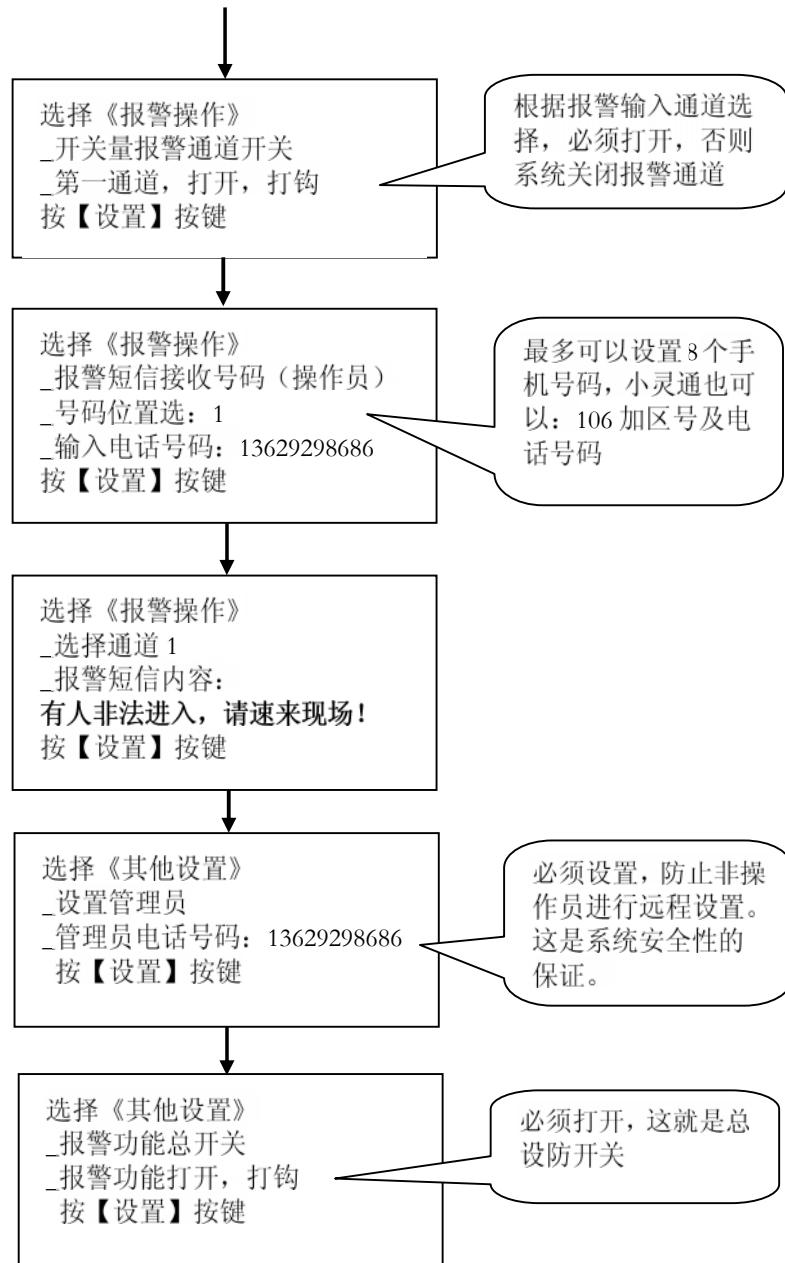 选择《报警操作》
_开关量报警通道开关
_第一通道，打开，打钩
按【设置】按键
根据报警输入通道选
择，必须打开，否则
系统关闭报警通道
选择《报警操作》
_报警短信接收号码（操作员）
_号码位置选：1
_输入电话号码：13629298686
按【设置】按键
最多可以设置8个手
机号码，小灵通也可
以：106加区号及电
话号码
选择《报警操作》
_选择通道1
_报警短信内容：
有人非法进入，请速来现场！
按【设置】按键
选择《其他设置》
_设置管理员
_管理员电话号码：13629298686
按【设置】按键
必须设置，防止非操
作员进行远程设置。
这是系统安全性的
保证。
选择《其他设置》
_报警功能总开关
_报警功能打开，打钩
按【设置】按键
必须打开，这就是总
设防开关